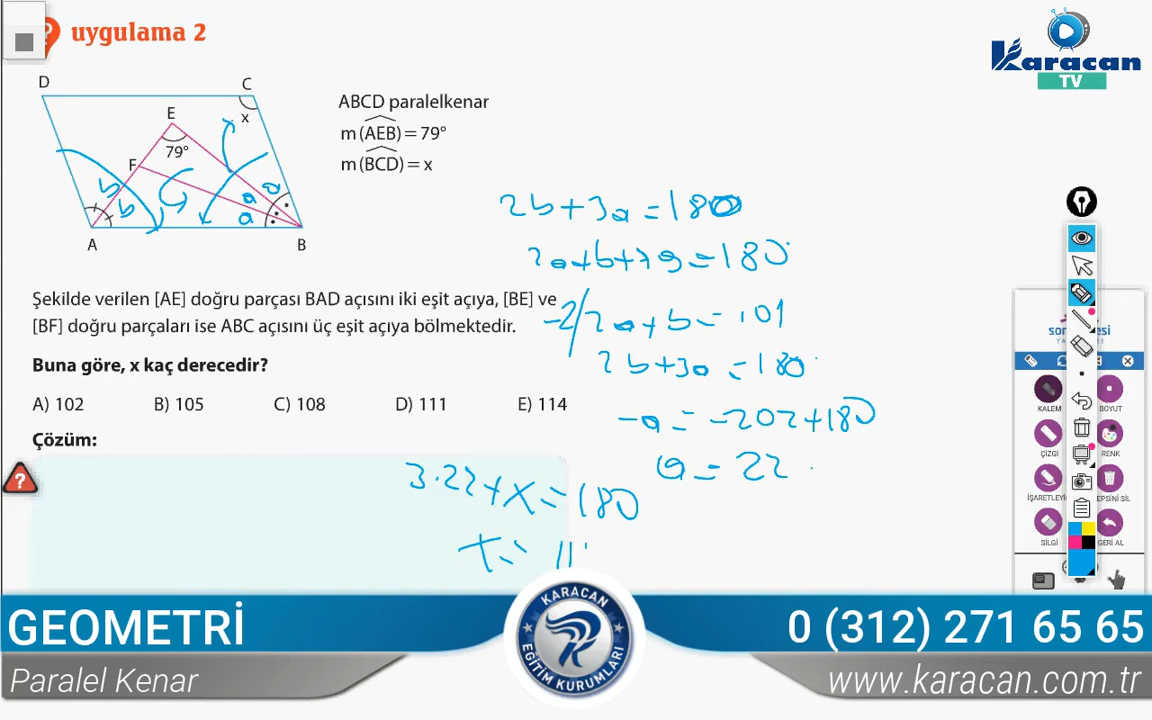 uygulama 2
Karacan
TV
D
C
x
E
79°
F
b
b
a
a
a
A
B
ABCD paralelkenar
m(AEB) = 79°
m(BCD) = x
2b+3a=180
2a+b+79=180
-2/ 2a+b=101
2b+3a=180
-a=-202+180
a=22
3.22+x=180
Şekilde verilen [AE] doğru parçası BAD açısını iki eşit açıya, [BE] ve
[BF] doğru parçaları ise ABC açısını üç eşit açıya bölmektedir.
Buna göre, x kaç derecedir?
A) 102 B) 105 C) 108 D) 111 E) 114
Çözüm:
x= 11
KALEM
BOYUT
ÇİZGİ
RENK
İŞARETLEYİ
EPSİNİ SİL
SİLGİ
GERİ AL
GEOMETRİ
Paralel Kenar
KARACAN
EĞİTİM KURUMLARI
0 (312) 271 65 65
www.karacan.com.tr